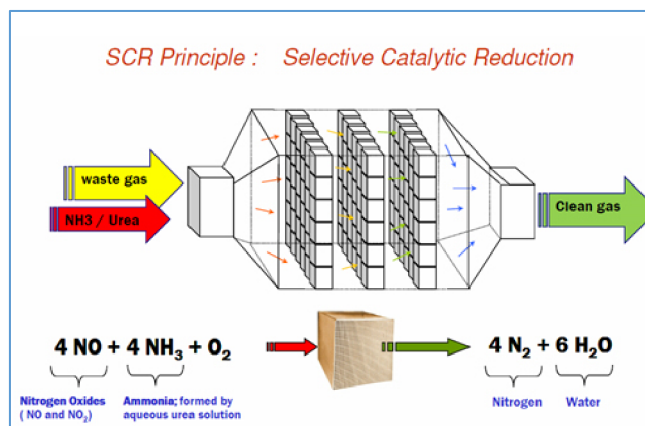 SCR Principle : Selective Catalytic Reduction
waste gas
NH3 / Urea
Clean gas
4 NO + 4 NH3 + O2
4 N2 + 6 H2O
Nitrogen Oxides
( NO and NO2)
Ammonia; formed by
aqueous urea solution
Nitrogen
Water